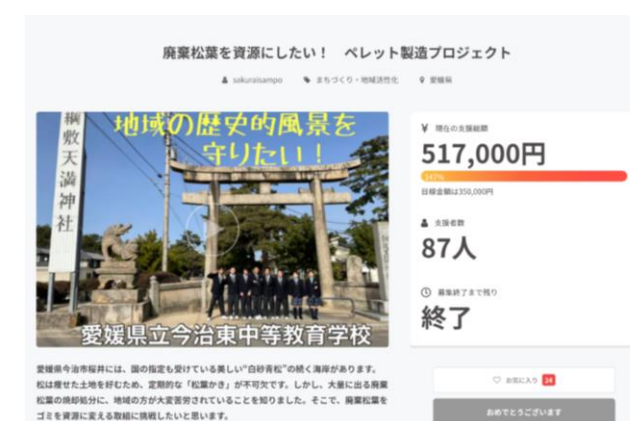 廃棄松葉を資源にしたい！ ペレット製造プロジェクト
sakuraisampo まちづくり・地域活性化 愛媛県
綱敷天満神社
地域の歴史的風景を
守りたい！
愛媛県立今治東中等教育学校
¥ 現在の支援総額
517,000円
147%
目標金額は350,000円
支援者数
87人
募集終了まで残り
終了
愛媛県今治市桜井には、国の指定も受けている美しい“白砂青松”の続く海岸があります。
松は痩せた土地を好むため、定期的な「松葉かき」が不可欠です。しかし、大量に出る廃棄
松葉の焼却処分に、地域の方が大変苦労されていることを知りました。そこで、廃棄松葉を
ゴミを資源に変える取組に挑戦したいと思います。
♡ お気に入り 24
おめでとうございます